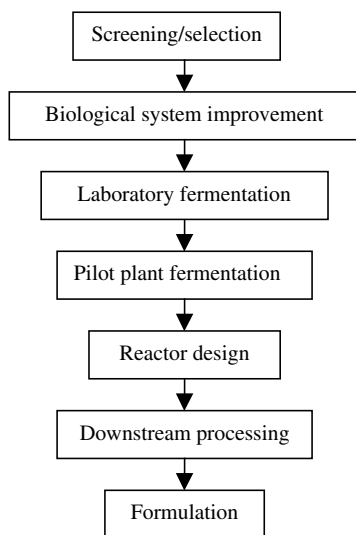 Screening/selection
Biological system improvement
Laboratory fermentation
Pilot plant fermentation
Reactor design
Downstream processing
Formulation